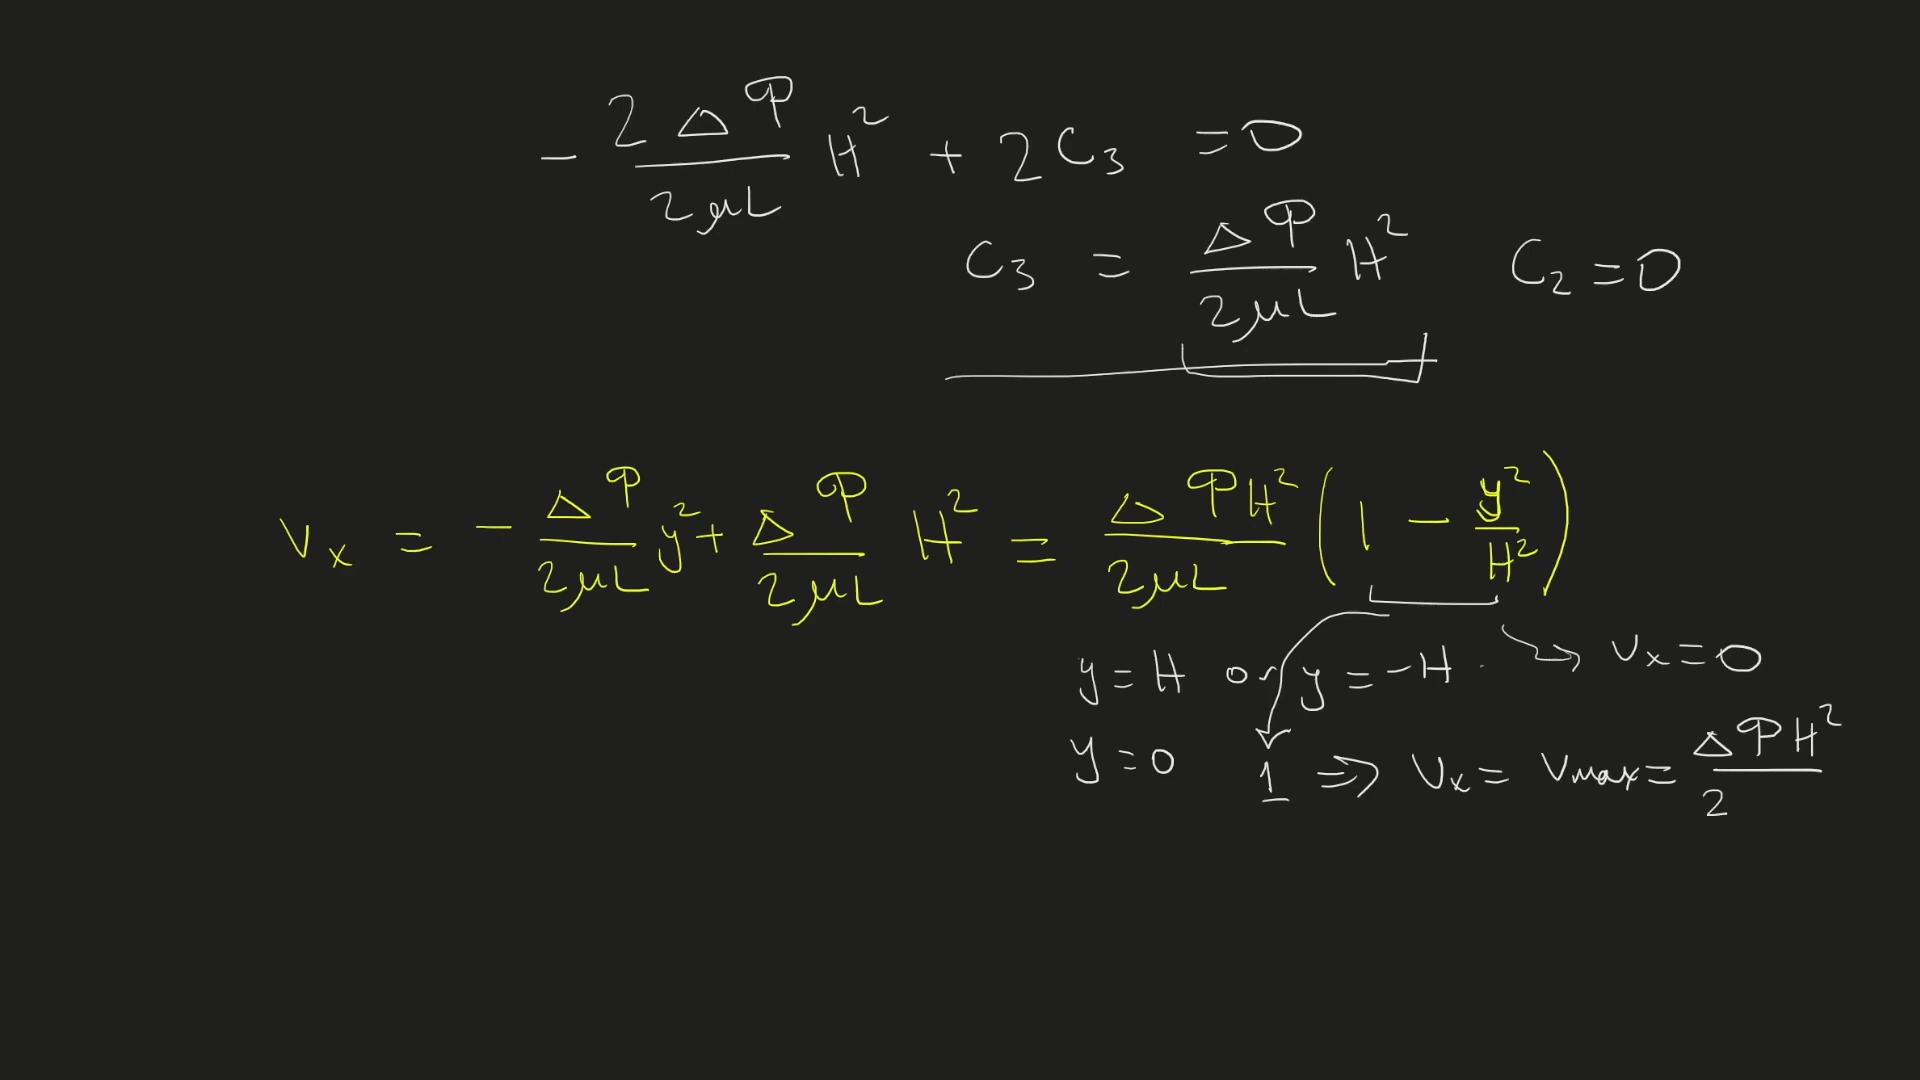 - 2Δ𝒫/2μL H² + 2C₃ = 0
C₃ = Δ𝒫/2μL H² C₂ = 0
vₓ = - Δ𝒫/2μL y² + Δ𝒫/2μL H² = Δ𝒫H²/2μL (1 - y²/H²)
y = H or y = -H → vₓ = 0
y = 0 1 ⇒ vₓ = vmax = Δ𝒫H²/2